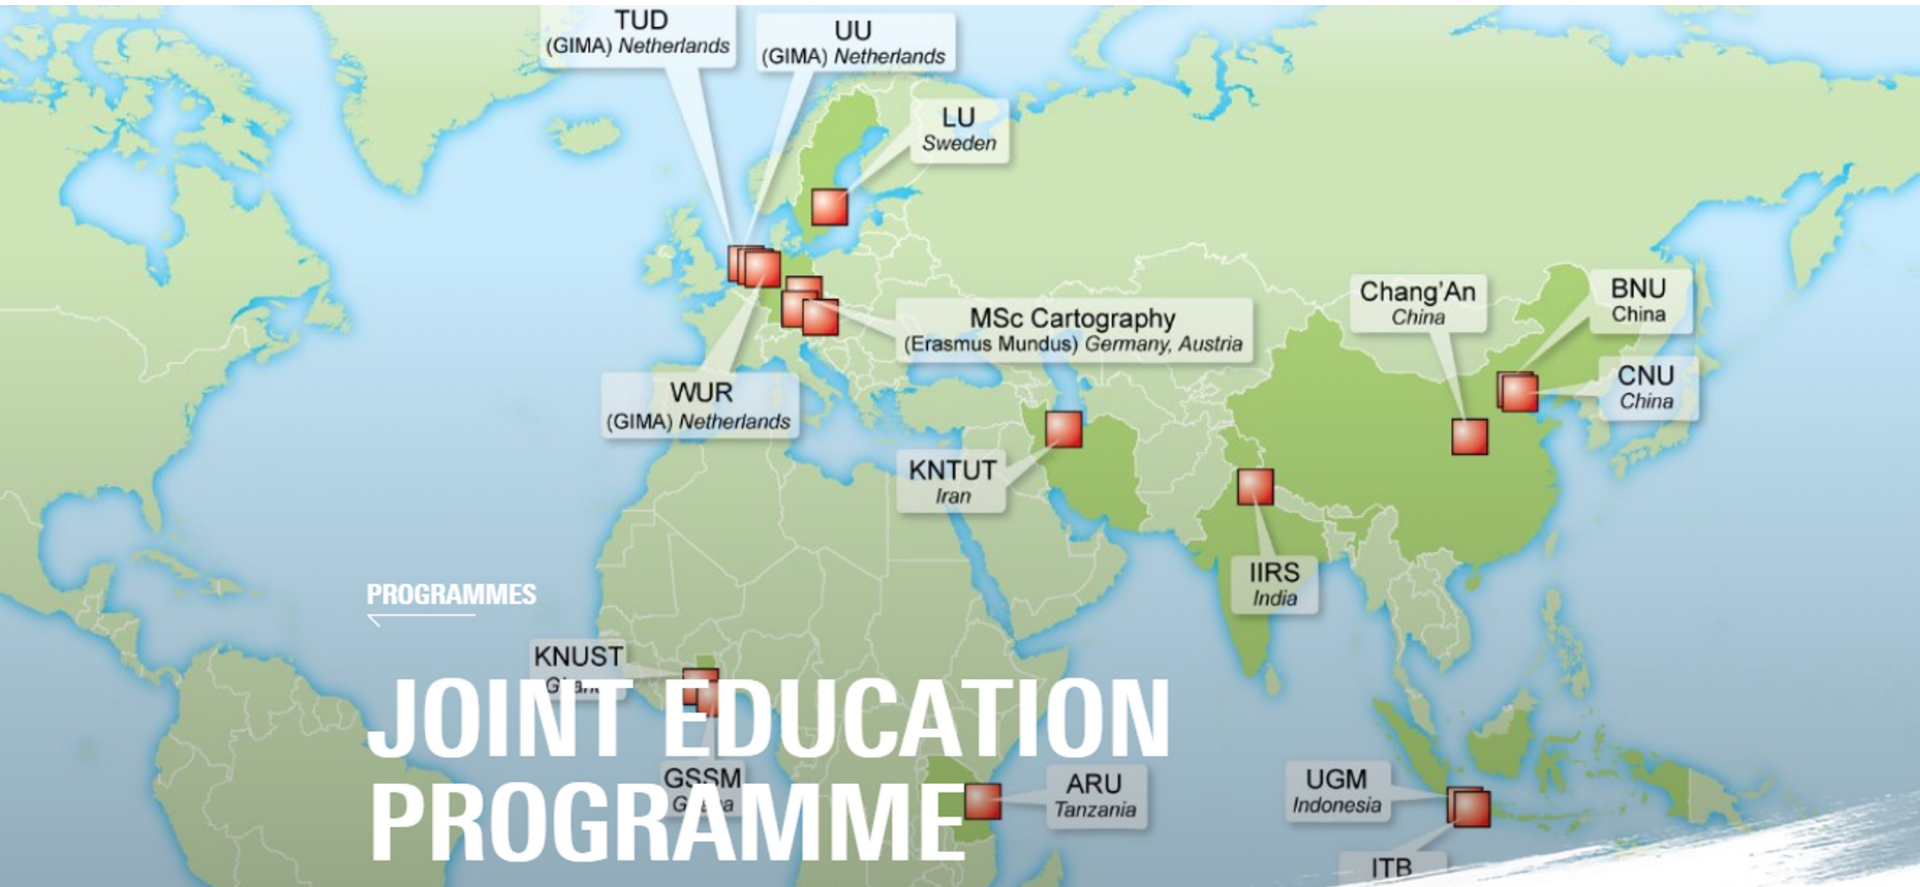 TUD
(GIMA) Netherlands
UU
(GIMA) Netherlands
LU
Sweden
MSc Cartography
(Erasmus Mundus) Germany, Austria
Chang'An
China
BNU
China
CNU
China
WUR
(GIMA) Netherlands
KNTUT
Iran
IIRS
India
PROGRAMMES
KNUST
Ghana
JOINT EDUCATION
PROGRAMME
GSSM
Ghana
ARU
Tanzania
UGM
Indonesia
ITB